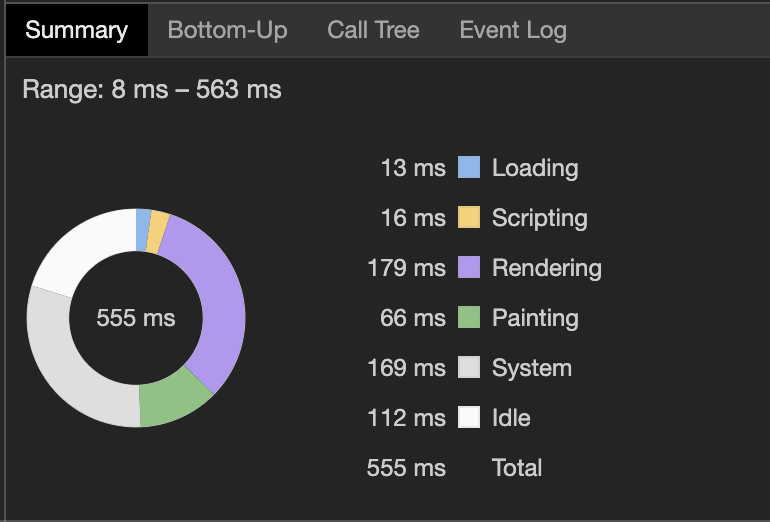 Summary Bottom-Up Call Tree Event Log
Range: 8 ms – 563 ms
13 ms Loading
16 ms Scripting
179 ms Rendering
555 ms
66 ms Painting
169 ms System
112 ms Idle
555 ms Total